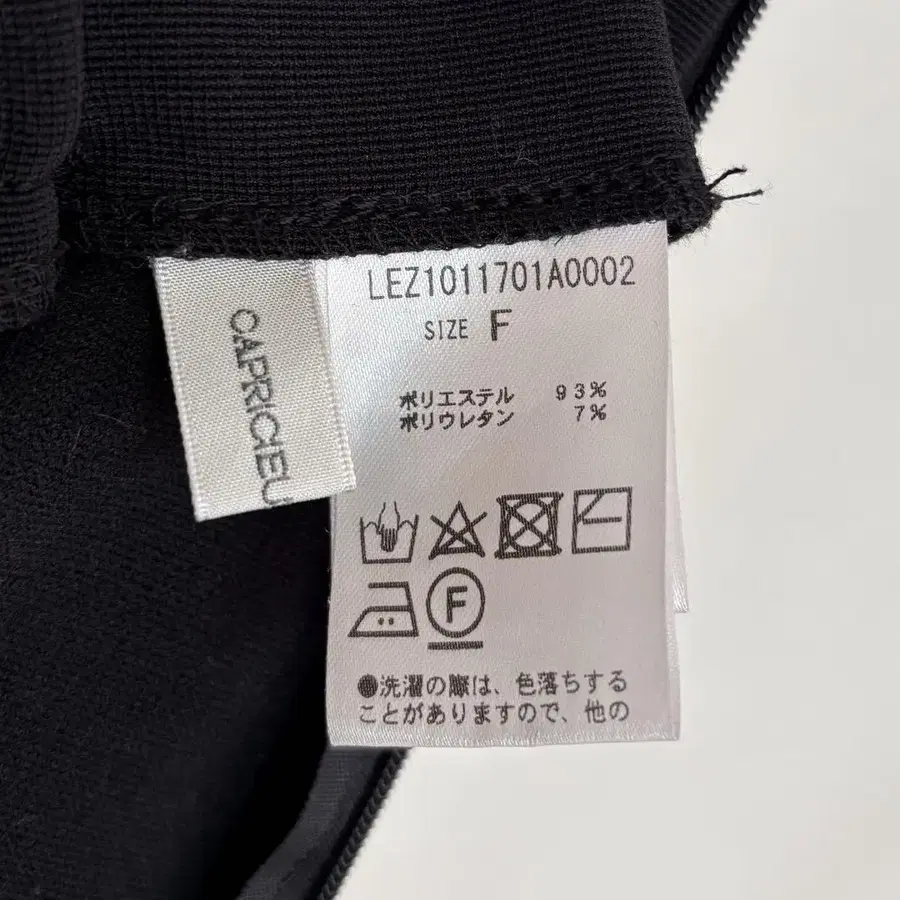 CAPRICIEU
LEZ1011701A0002
SIZE F
ポリエステル 93%
ポリウレタン 7%
F
●洗濯の際は、色落ちする
ことがありますので、他の